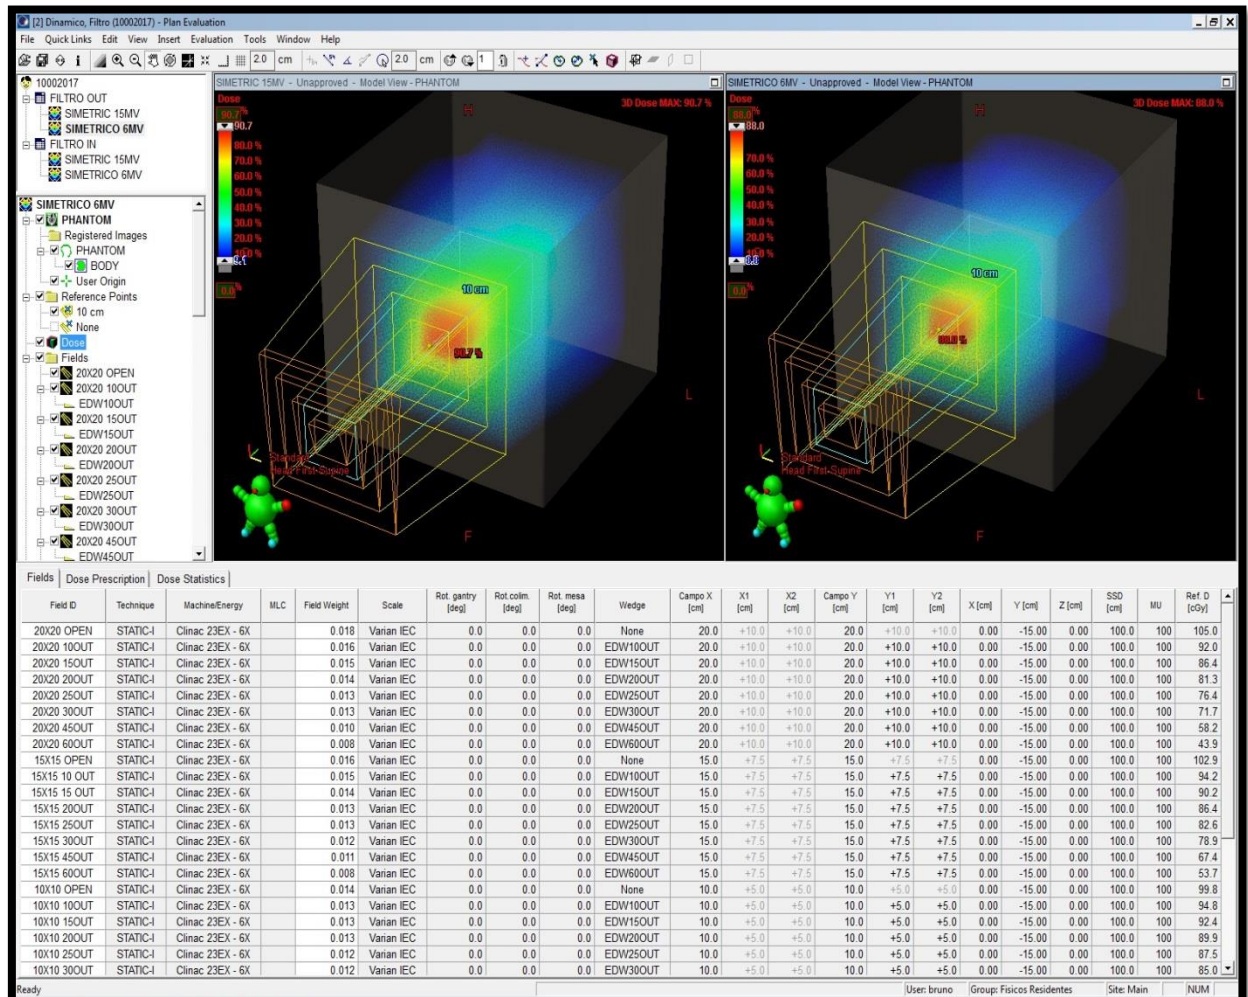 [2] Dinamico, Filtro (10002017) - Plan Evaluation
File Quick Links Edit View Insert Evaluation Tools Window Help
2.0 cm 2.0 cm 1
10002017
FILTRO OUT
SIMETRIC 15MV
SIMETRICO 6MV
FILTRO IN
SIMETRIC 15MV
SIMETRICO 6MV
SIMETRICO 6MV
PHANTOM
Registered Images
PHANTOM
BODY
User Origin
Reference Points
10 cm
None
Dose
Fields
20X20 OPEN
20X20 10OUT
EDW10OUT
20X20 15OUT
EDW15OUT
20X20 20OUT
EDW20OUT
20X20 25OUT
EDW25OUT
20X20 30OUT
EDW30OUT
20X20 45OUT
EDW45OUT
SIMETRIC 15MV - Unapproved - Model View - PHANTOM
Dose
3D Dose MAX: 90.7 %
90.7
80.0 %
70.0 %
60.0 %
50.0 %
40.0 %
30.0 %
20.0 %
0.0 %
H
10 cm
90.7 %
L
Standard
Head First-Supine
F
SIMETRICO 6MV - Unapproved - Model View - PHANTOM
Dose
3D Dose MAX: 88.0 %
88.0
70.0 %
60.0 %
50.0 %
40.0 %
30.0 %
20.0 %
0.0 %
H
10 cm
88.0 %
L
Standard
Head First-Supine
F
Fields Dose Prescription Dose Statistics
Field ID Technique Machine/Energy MLC Field Weight Scale Rot. gantry [deg] Rot.colim. [deg] Rot. mesa [deg] Wedge Campo X [cm] X1 [cm] X2 [cm] Campo Y [cm] Y1 [cm] Y2 [cm] X [cm] Y [cm] Z [cm] SSD [cm] MU Ref. D [cGy]
20X20 OPEN STATIC-I Clinac 23EX - 6X 0.018 Varian IEC 0.0 0.0 0.0 None 20.0 +10.0 +10.0 20.0 +10.0 +10.0 0.00 -15.00 0.00 100.0 100 105.0
20X20 10OUT STATIC-I Clinac 23EX - 6X 0.016 Varian IEC 0.0 0.0 0.0 EDW10OUT 20.0 +10.0 +10.0 20.0 +10.0 +10.0 0.00 -15.00 0.00 100.0 100 92.0
20X20 15OUT STATIC-I Clinac 23EX - 6X 0.015 Varian IEC 0.0 0.0 0.0 EDW15OUT 20.0 +10.0 +10.0 20.0 +10.0 +10.0 0.00 -15.00 0.00 100.0 100 86.4
20X20 20OUT STATIC-I Clinac 23EX - 6X 0.014 Varian IEC 0.0 0.0 0.0 EDW20OUT 20.0 +10.0 +10.0 20.0 +10.0 +10.0 0.00 -15.00 0.00 100.0 100 81.3
20X20 25OUT STATIC-I Clinac 23EX - 6X 0.013 Varian IEC 0.0 0.0 0.0 EDW25OUT 20.0 +10.0 +10.0 20.0 +10.0 +10.0 0.00 -15.00 0.00 100.0 100 76.4
20X20 30OUT STATIC-I Clinac 23EX - 6X 0.013 Varian IEC 0.0 0.0 0.0 EDW30OUT 20.0 +10.0 +10.0 20.0 +10.0 +10.0 0.00 -15.00 0.00 100.0 100 71.7
20X20 45OUT STATIC-I Clinac 23EX - 6X 0.010 Varian IEC 0.0 0.0 0.0 EDW45OUT 20.0 +10.0 +10.0 20.0 +10.0 +10.0 0.00 -15.00 0.00 100.0 100 58.2
20X20 60OUT STATIC-I Clinac 23EX - 6X 0.008 Varian IEC 0.0 0.0 0.0 EDW60OUT 20.0 +10.0 +10.0 20.0 +10.0 +10.0 0.00 -15.00 0.00 100.0 100 43.9
15X15 OPEN STATIC-I Clinac 23EX - 6X 0.016 Varian IEC 0.0 0.0 0.0 None 15.0 +7.5 +7.5 15.0 +7.5 +7.5 0.00 -15.00 0.00 100.0 100 102.9
15X15 10 OUT STATIC-I Clinac 23EX - 6X 0.015 Varian IEC 0.0 0.0 0.0 EDW10OUT 15.0 +7.5 +7.5 15.0 +7.5 +7.5 0.00 -15.00 0.00 100.0 100 94.2
15X15 15 OUT STATIC-I Clinac 23EX - 6X 0.014 Varian IEC 0.0 0.0 0.0 EDW15OUT 15.0 +7.5 +7.5 15.0 +7.5 +7.5 0.00 -15.00 0.00 100.0 100 90.2
15X15 20OUT STATIC-I Clinac 23EX - 6X 0.013 Varian IEC 0.0 0.0 0.0 EDW20OUT 15.0 +7.5 +7.5 15.0 +7.5 +7.5 0.00 -15.00 0.00 100.0 100 86.4
15X15 25OUT STATIC-I Clinac 23EX - 6X 0.013 Varian IEC 0.0 0.0 0.0 EDW25OUT 15.0 +7.5 +7.5 15.0 +7.5 +7.5 0.00 -15.00 0.00 100.0 100 82.6
15X15 30OUT STATIC-I Clinac 23EX - 6X 0.012 Varian IEC 0.0 0.0 0.0 EDW30OUT 15.0 +7.5 +7.5 15.0 +7.5 +7.5 0.00 -15.00 0.00 100.0 100 78.9
15X15 45OUT STATIC-I Clinac 23EX - 6X 0.011 Varian IEC 0.0 0.0 0.0 EDW45OUT 15.0 +7.5 +7.5 15.0 +7.5 +7.5 0.00 -15.00 0.00 100.0 100 67.4
15X15 60OUT STATIC-I Clinac 23EX - 6X 0.008 Varian IEC 0.0 0.0 0.0 EDW60OUT 15.0 +7.5 +7.5 15.0 +7.5 +7.5 0.00 -15.00 0.00 100.0 100 53.7
10X10 OPEN STATIC-I Clinac 23EX - 6X 0.014 Varian IEC 0.0 0.0 0.0 None 10.0 +5.0 +5.0 10.0 +5.0 +5.0 0.00 -15.00 0.00 100.0 100 99.8
10X10 10OUT STATIC-I Clinac 23EX - 6X 0.013 Varian IEC 0.0 0.0 0.0 EDW10OUT 10.0 +5.0 +5.0 10.0 +5.0 +5.0 0.00 -15.00 0.00 100.0 100 94.8
10X10 15OUT STATIC-I Clinac 23EX - 6X 0.013 Varian IEC 0.0 0.0 0.0 EDW15OUT 10.0 +5.0 +5.0 10.0 +5.0 +5.0 0.00 -15.00 0.00 100.0 100 92.4
10X10 20OUT STATIC-I Clinac 23EX - 6X 0.013 Varian IEC 0.0 0.0 0.0 EDW20OUT 10.0 +5.0 +5.0 10.0 +5.0 +5.0 0.00 -15.00 0.00 100.0 100 89.9
10X10 25OUT STATIC-I Clinac 23EX - 6X 0.012 Varian IEC 0.0 0.0 0.0 EDW25OUT 10.0 +5.0 +5.0 10.0 +5.0 +5.0 0.00 -15.00 0.00 100.0 100 87.5
10X10 30OUT STATIC-I Clinac 23EX - 6X 0.012 Varian IEC 0.0 0.0 0.0 EDW30OUT 10.0 +5.0 +5.0 10.0 +5.0 +5.0 0.00 -15.00 0.00 100.0 100 85.0
Ready User: bruno Group: Fisicos Residentes Site: Main NUM